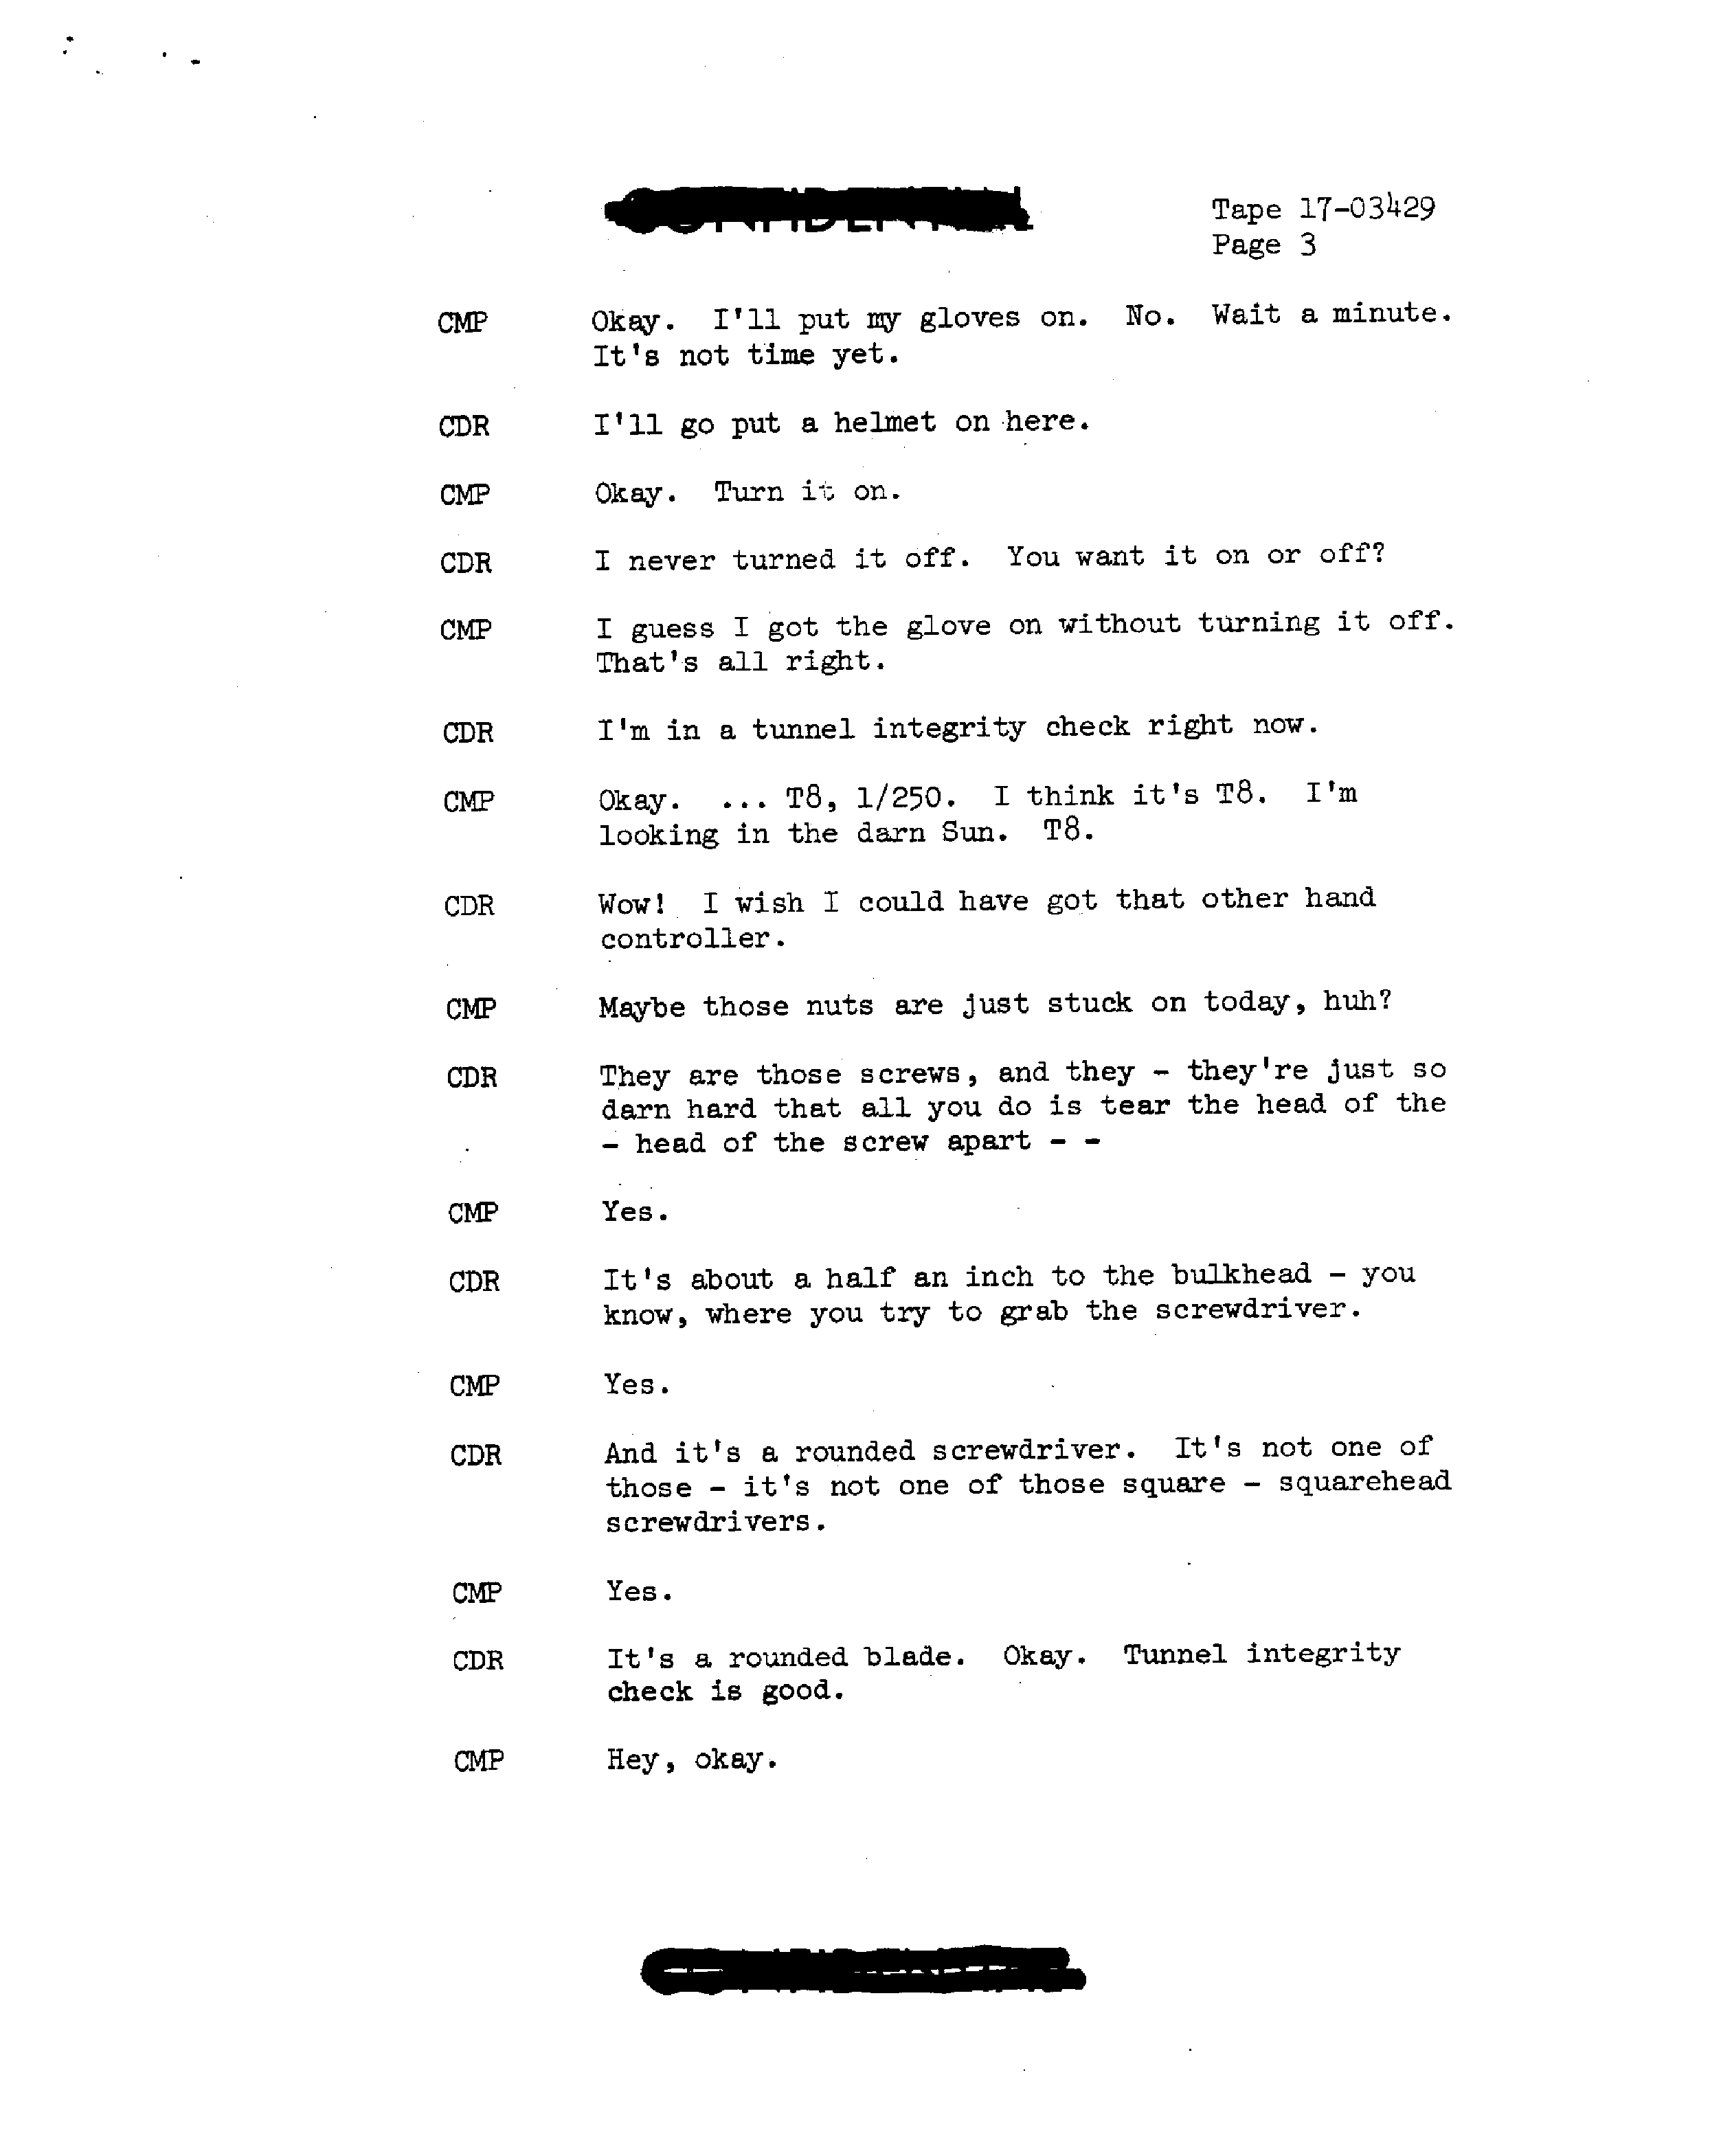 Tape 17-03429
Page 3
CMP Okay. I'll put my gloves on. No. Wait a minute.
It's not time yet.
CDR I'll go put a helmet on here.
CMP Okay. Turn it on.
CDR I never turned it off. You want it on or off?
CMP I guess I got the glove on without turning it off.
That's all right.
CDR I'm in a tunnel integrity check right now.
CMP Okay. ... T8, 1/250. I think it's T8. I'm
looking in the darn Sun. T8.
CDR Wow! I wish I could have got that other hand
controller.
CMP Maybe those nuts are just stuck on today, huh?
CDR They are those screws, and they - they're just so
darn hard that all you do is tear the head of the
- head of the screw apart - -
CMP Yes.
CDR It's about a half an inch to the bulkhead - you
know, where you try to grab the screwdriver.
CMP Yes.
CDR And it's a rounded screwdriver. It's not one of
those - it's not one of those square - squarehead
screwdrivers.
CMP Yes.
CDR It's a rounded blade. Okay. Tunnel integrity
check is good.
CMP Hey, okay.